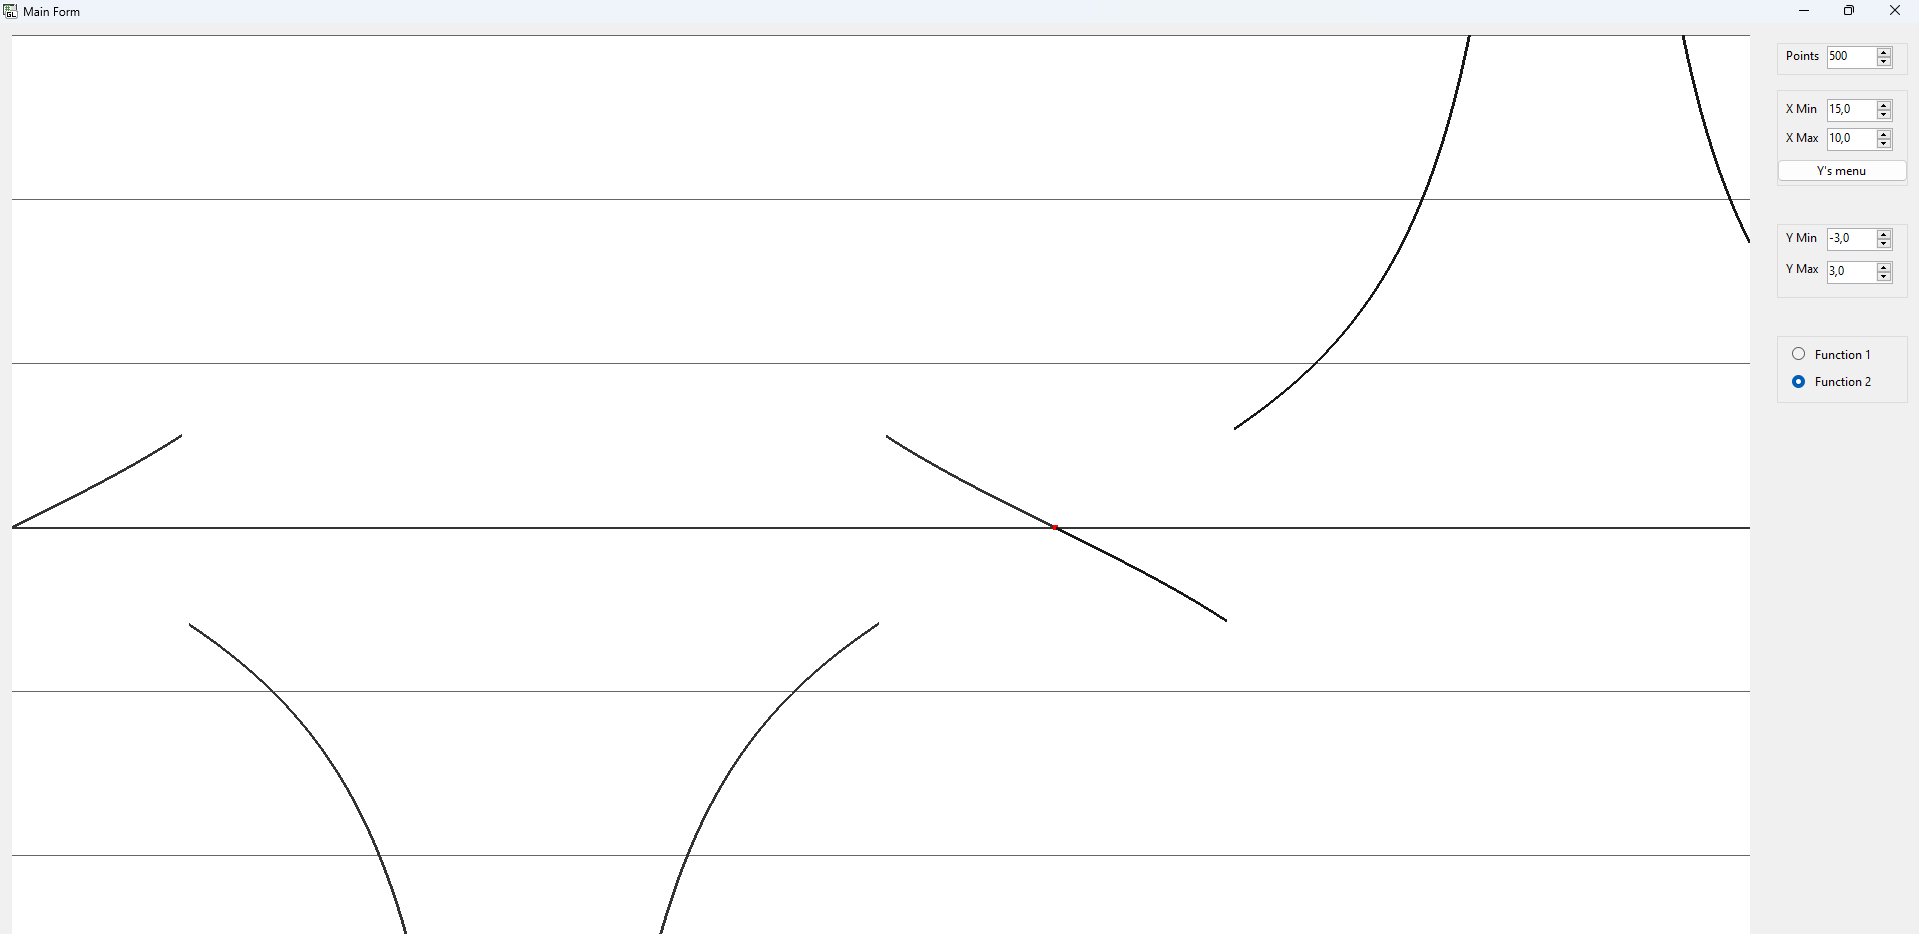 Main Form
Points 500
X Min 15,0
X Max 10,0
Y's menu
Y Min -3,0
Y Max 3,0
Function 1
Function 2